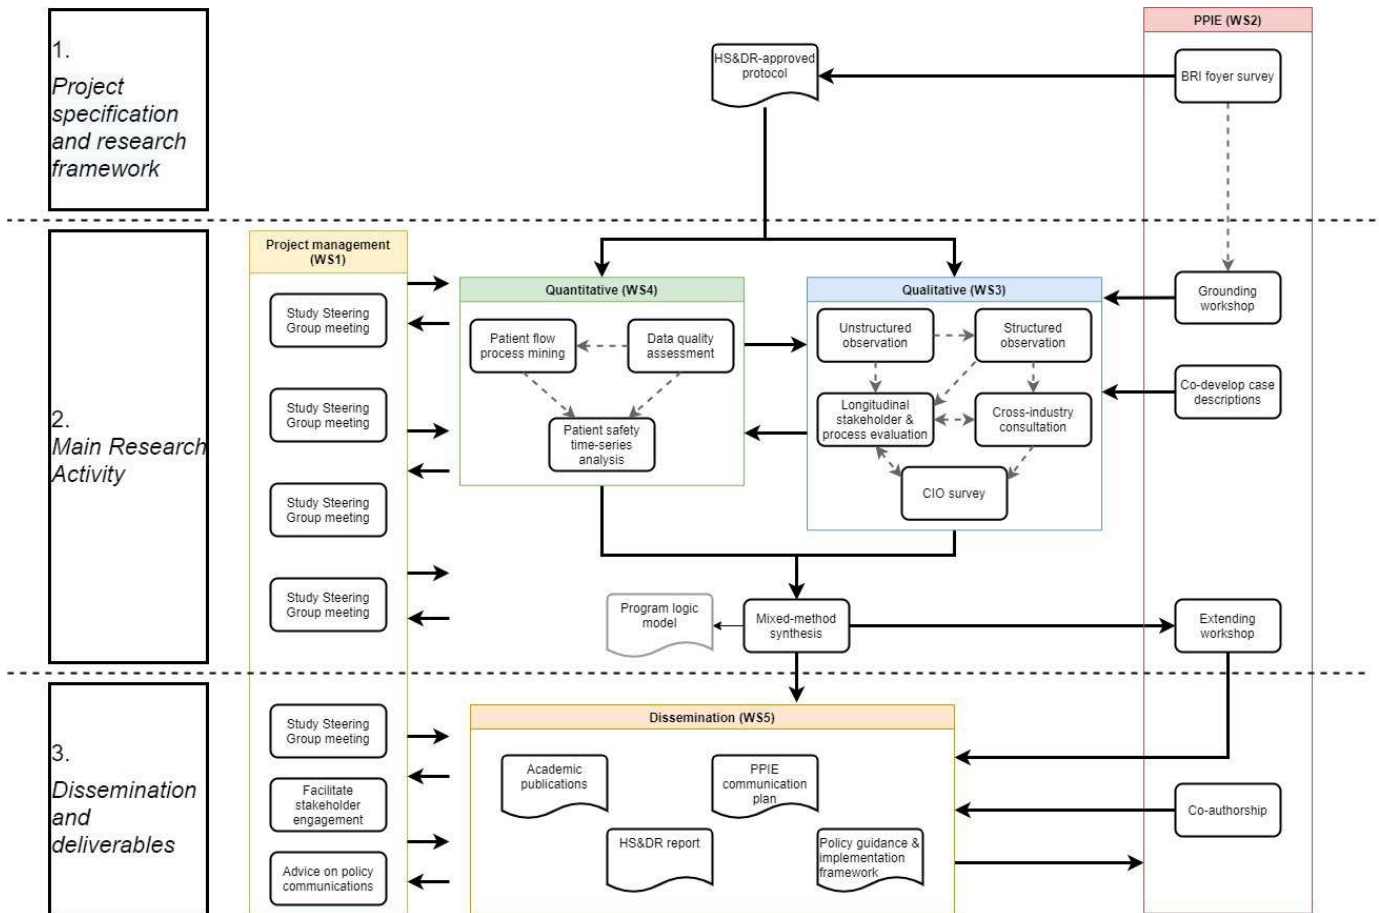 PPIE (WS2)
1.
Project
specification
and research
framework
HS&DR-approved
protocol
BRI foyer survey
2.
Main Research
Activity
Project management
(WS1)
Study Steering
Group meeting
Study Steering
Group meeting
Study Steering
Group meeting
Study Steering
Group meeting
Quantitative (WS4)
Patient flow
process mining
Data quality
assessment
Patient safety
time-series
analysis
Qualitative (WS3)
Unstructured
observation
Structured
observation
Longitudinal
stakeholder &
process evaluation
Cross-industry
consultation
CIO survey
Grounding
workshop
Co-develop case
descriptions
Program logic
model
Mixed-method
synthesis
Extending
workshop
3.
Dissemination
and
deliverables
Study Steering
Group meeting
Facilitate
stakeholder
engagement
Advice on policy
communications
Dissemination (WS5)
Academic
publications
PPIE
communication
plan
HS&DR report
Policy guidance &
implementation
framework
Co-authorship